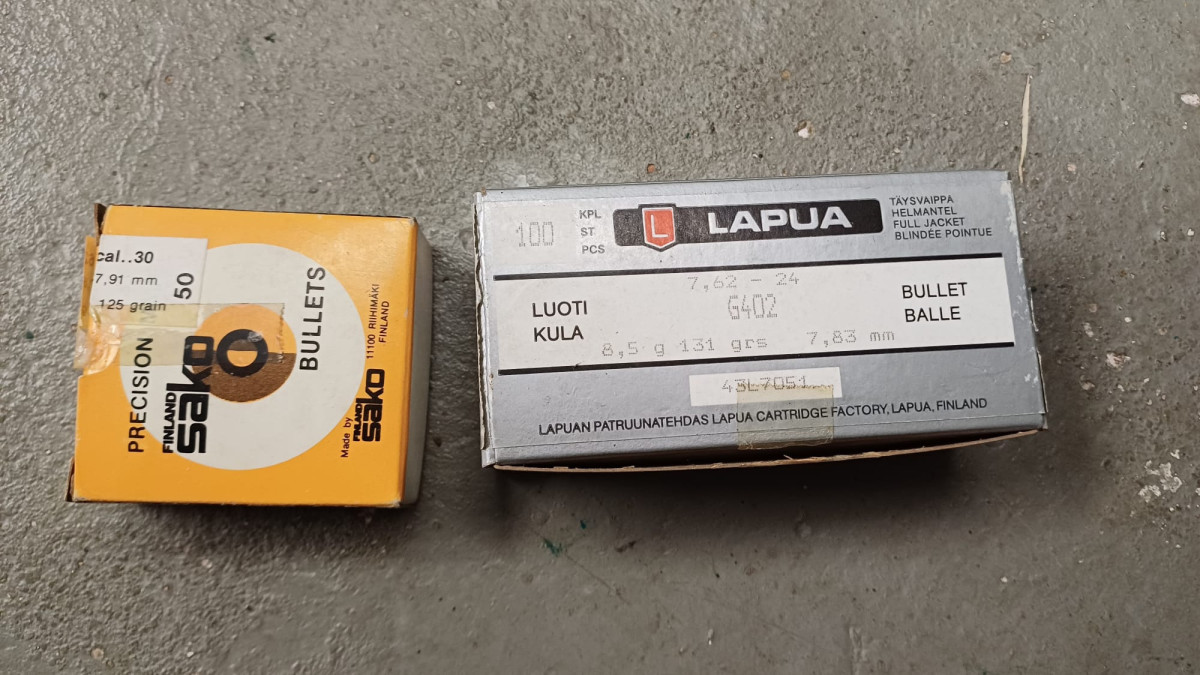 cal..30
7,91 mm
125 grain
50
PRECISION
FINLAND
sako
BULLETS
Made by
FINLAND
sako
11100 RIIHIMÄKI
FINLAND
100
KPL
ST
PCS
L LAPUA
TÄYSVAIPPA
HELMANTEL
FULL JACKET
BLINDÉE POINTUE
7,62 - 24
LUOTI
KULA
G402
BULLET
BALLE
8,5 g 131 grs 7,83 mm
43L7051
LAPUAN PATRUUNATEHDAS LAPUA CARTRIDGE FACTORY, LAPUA, FINLAND